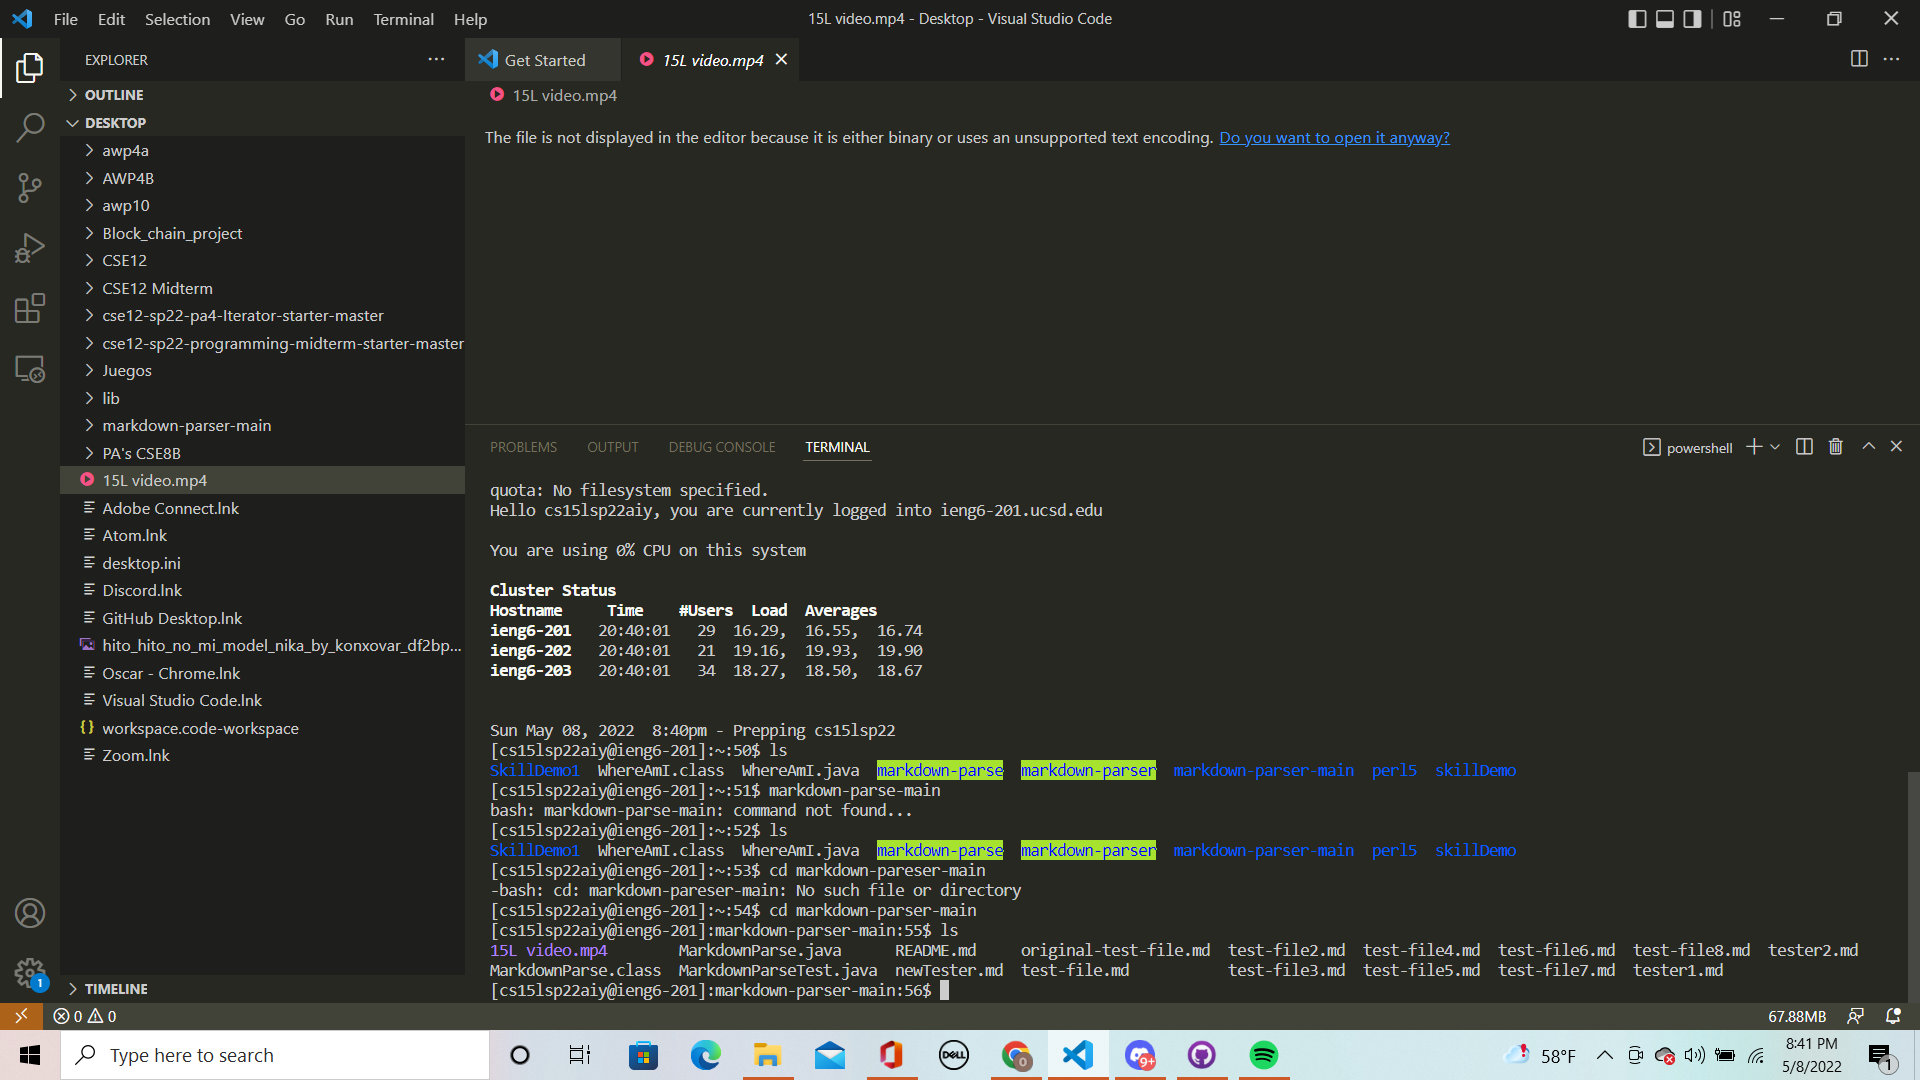 File Edit Selection View Go Run Terminal Help
15L video.mp4 - Desktop - Visual Studio Code
EXPLORER
OUTLINE
DESKTOP
awp4a
AWP4B
awp10
Block_chain_project
CSE12
CSE12 Midterm
cse12-sp22-pa4-Iterator-starter-master
cse12-sp22-programming-midterm-starter-master
Juegos
lib
markdown-parser-main
PA's CSE8B
15L video.mp4
Adobe Connect.lnk
Atom.lnk
desktop.ini
Discord.lnk
GitHub Desktop.lnk
hito_hito_no_mi_model_nika_by_konxovar_df2bp...
Oscar - Chrome.lnk
Visual Studio Code.lnk
workspace.code-workspace
Zoom.lnk
TIMELINE
Get Started
15L video.mp4
15L video.mp4
The file is not displayed in the editor because it is either binary or uses an unsupported text encoding. Do you want to open it anyway?
PROBLEMS OUTPUT DEBUG CONSOLE TERMINAL
powershell
quota: No filesystem specified.
Hello cs15lsp22aiy, you are currently logged into ieng6-201.ucsd.edu
You are using 0% CPU on this system
Cluster Status
Hostname Time #Users Load Averages
ieng6-201 20:40:01 29 16.29, 16.55, 16.74
ieng6-202 20:40:01 21 19.16, 19.93, 19.90
ieng6-203 20:40:01 34 18.27, 18.50, 18.67
Sun May 08, 2022 8:40pm - Prepping cs15lsp22
[cs15lsp22aiy@ieng6-201]:~:50$ ls
SkillDemo1 WhereAmI.class WhereAmI.java markdown-parse markdown-parser markdown-parser-main perl5 skillDemo
[cs15lsp22aiy@ieng6-201]:~:51$ markdown-parse-main
bash: markdown-parse-main: command not found...
[cs15lsp22aiy@ieng6-201]:~:52$ ls
SkillDemo1 WhereAmI.class WhereAmI.java markdown-parse markdown-parser markdown-parser-main perl5 skillDemo
[cs15lsp22aiy@ieng6-201]:~:53$ cd markdown-pareser-main
-bash: cd: markdown-pareser-main: No such file or directory
[cs15lsp22aiy@ieng6-201]:~:54$ cd markdown-parser-main
[cs15lsp22aiy@ieng6-201]:markdown-parser-main:55$ ls
15L video.mp4 MarkdownParse.java README.md original-test-file.md test-file2.md test-file4.md test-file6.md test-file8.md tester2.md
MarkdownParse.class MarkdownParseTest.java newTester.md test-file.md test-file3.md test-file5.md test-file7.md tester1.md
[cs15lsp22aiy@ieng6-201]:markdown-parser-main:56$
1
0 0
67.88MB
Type here to search
DELL
O
9+
58°F
8:41 PM
5/8/2022
1